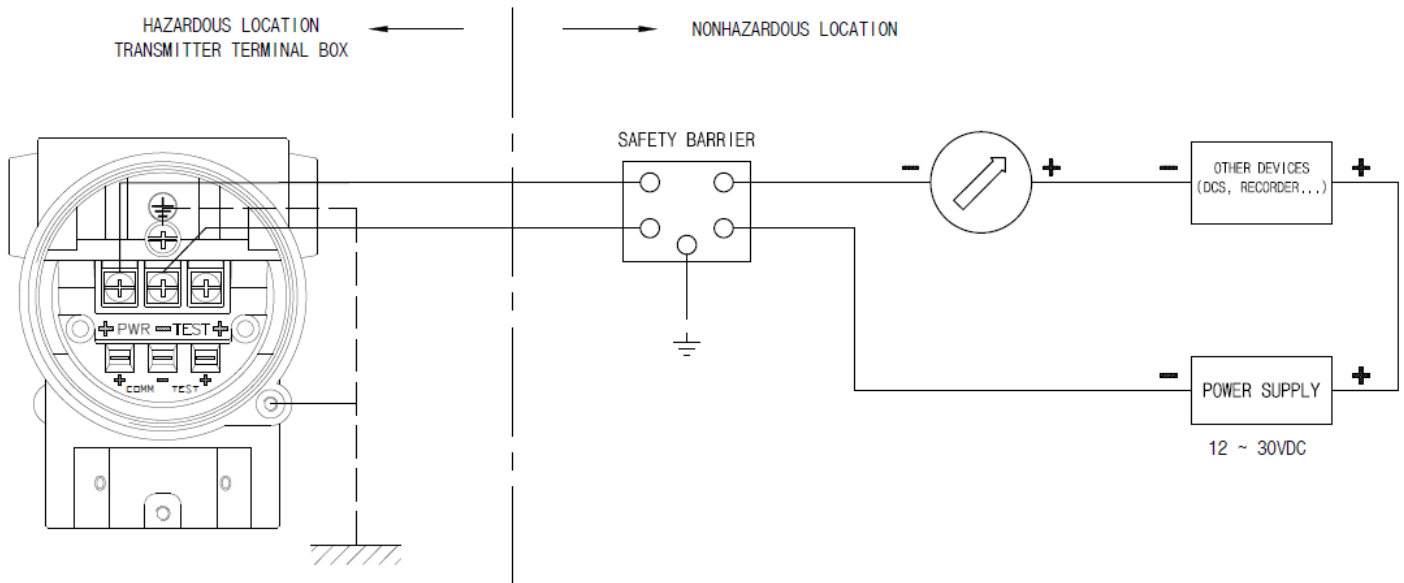 HAZARDOUS LOCATION
TRANSMITTER TERMINAL BOX
NONHAZARDOUS LOCATION
SAFETY BARRIER
- +
- OTHER DEVICES +
(DCS, RECORDER...)
+ PWR - TEST +
+ COMM - TEST +
- POWER SUPPLY +
12 ~ 30VDC